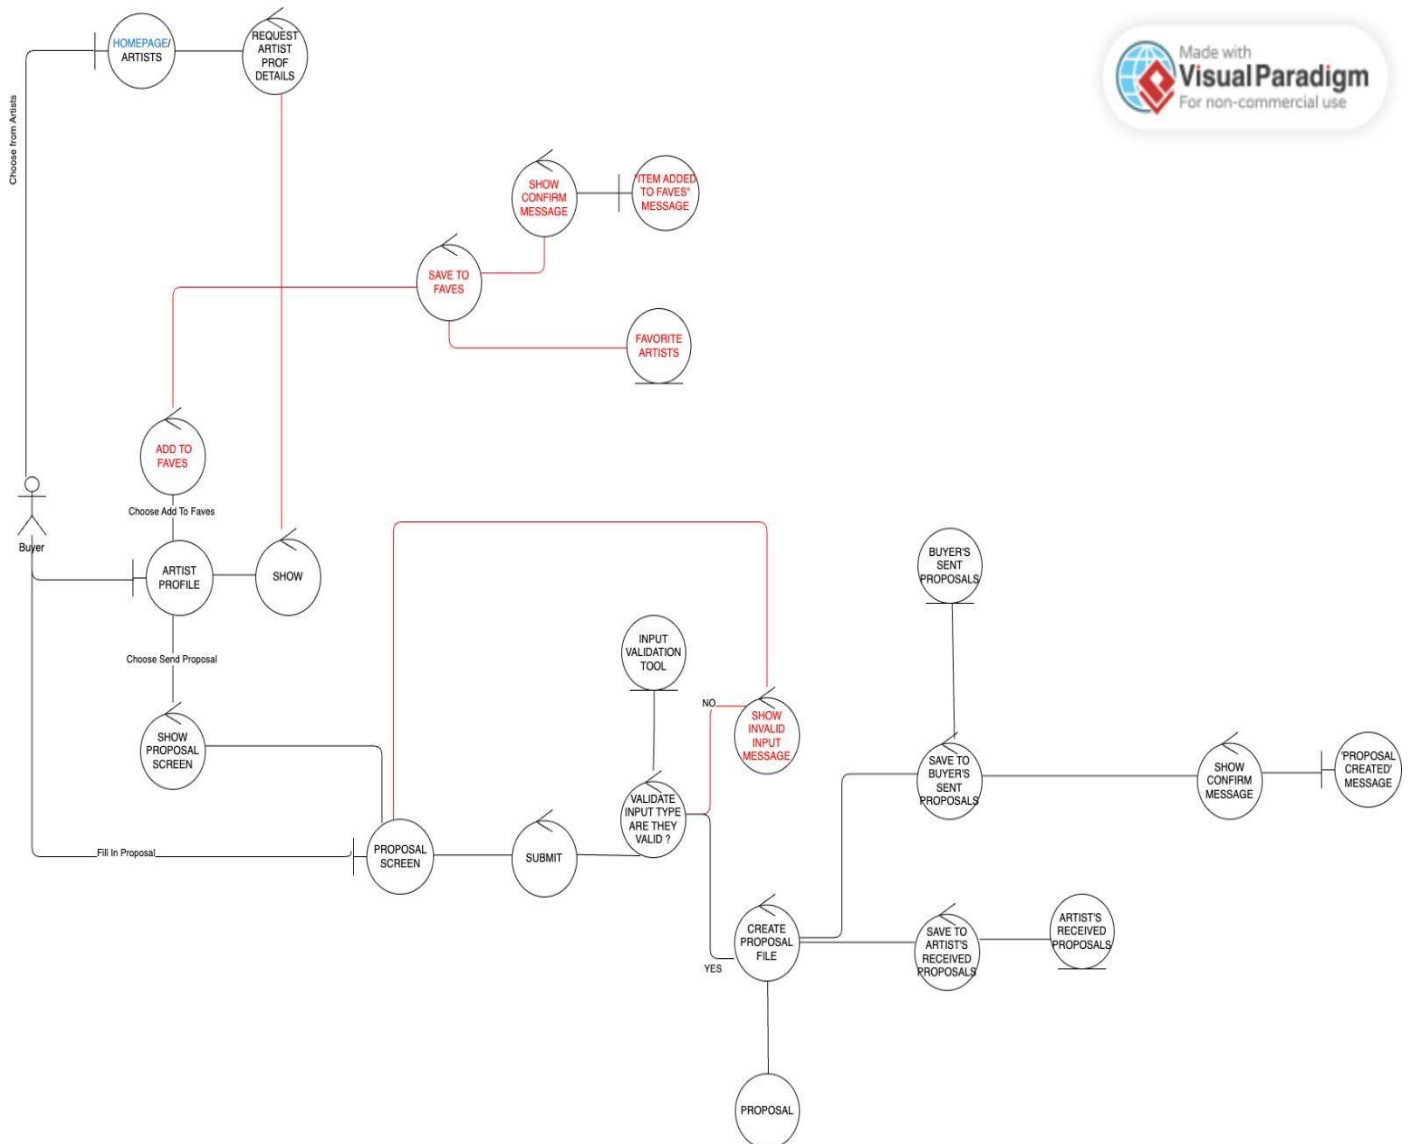 HOMEPAGE/
ARTISTS
REQUEST
ARTIST
PROF
DETAILS
Made with
Visual Paradigm
For non-commercial use
Choose from Artists
SHOW
CONFIRM
MESSAGE
"ITEM ADDED
TO FAVES"
MESSAGE
SAVE TO
FAVES
FAVORITE
ARTISTS
ADD TO
FAVES
Choose Add To Faves
Buyer
ARTIST
PROFILE
SHOW
BUYER'S
SENT
PROPOSALS
Choose Send Proposal
INPUT
VALIDATION
TOOL
NO
SHOW
INVALID
INPUT
MESSAGE
SHOW
PROPOSAL
SCREEN
SAVE TO
BUYER'S
SENT
PROPOSALS
SHOW
CONFIRM
MESSAGE
'PROPOSAL
CREATED'
MESSAGE
VALIDATE
INPUT TYPE
ARE THEY
VALID ?
Fill In Proposal
PROPOSAL
SCREEN
SUBMIT
CREATE
PROPOSAL
FILE
YES
SAVE TO
ARTIST'S
RECEIVED
PROPOSALS
ARTIST'S
RECEIVED
PROPOSALS
PROPOSAL